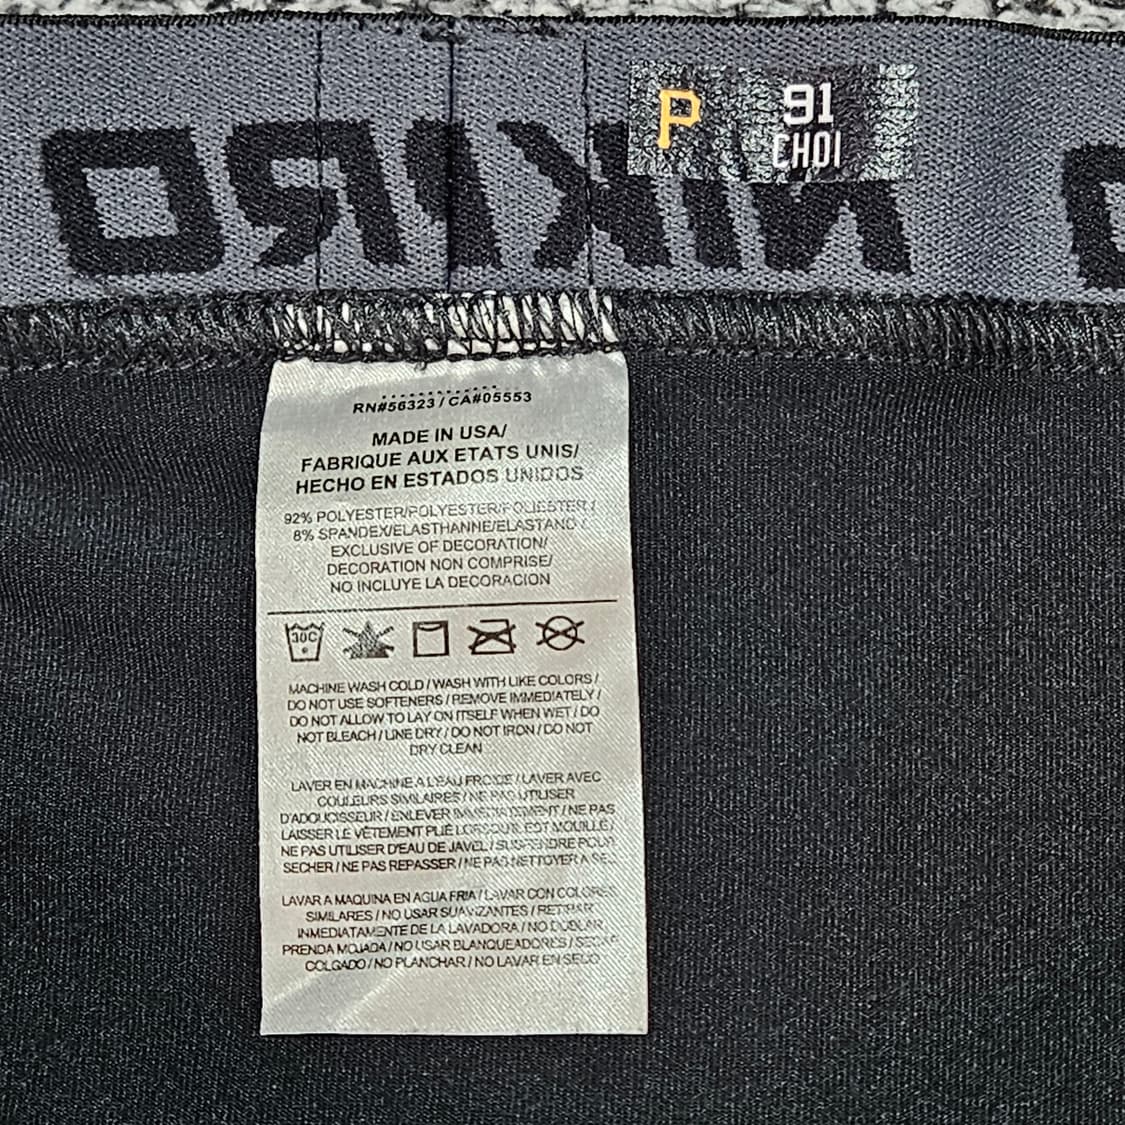 P 91
CHOI
RN#56323 / CA#05553
MADE IN USA/
FABRIQUE AUX ETATS UNIS/
HECHO EN ESTADOS UNIDOS
92% POLYESTER/POLYESTER/POLIESTER /
8% SPANDEX/ELASTHANNE/ELASTANO /
EXCLUSIVE OF DECORATION/
DECORATION NON COMPRISE/
NO INCLUYE LA DECORACION
30C
MACHINE WASH COLD / WASH WITH LIKE COLORS /
DO NOT USE SOFTENERS / REMOVE IMMEDIATELY /
DO NOT ALLOW TO LAY ON ITSELF WHEN WET / DO
NOT BLEACH / LINE DRY / DO NOT IRON / DO NOT
DRY CLEAN
LAVER EN MACHINE A L'EAU FROIDE / LAVER AVEC
COULEURS SIMILAIRES / NE PAS UTILISER
D'ADOUCISSEUR / ENLEVER IMMEDIATEMENT / NE PAS
LAISSER LE VÊTEMENT PLIÉ LORSQU'IL EST MOUILLE /
NE PAS UTILISER D'EAU DE JAVEL / SUSPENDRE POUR
SECHER / NE PAS REPASSER / NE PAS NETTOYER A SEC
LAVAR A MAQUINA EN AGUA FRIA / LAVAR CON COLORES
SIMILARES / NO USAR SUAVIZANTES / RETIRAR
INMEDIATAMENTE DE LA LAVADORA / NO DOBLAR
PRENDA MOJADA / NO USAR BLANQUEADORES / SECAR
COLGADO / NO PLANCHAR / NO LAVAR EN SECO